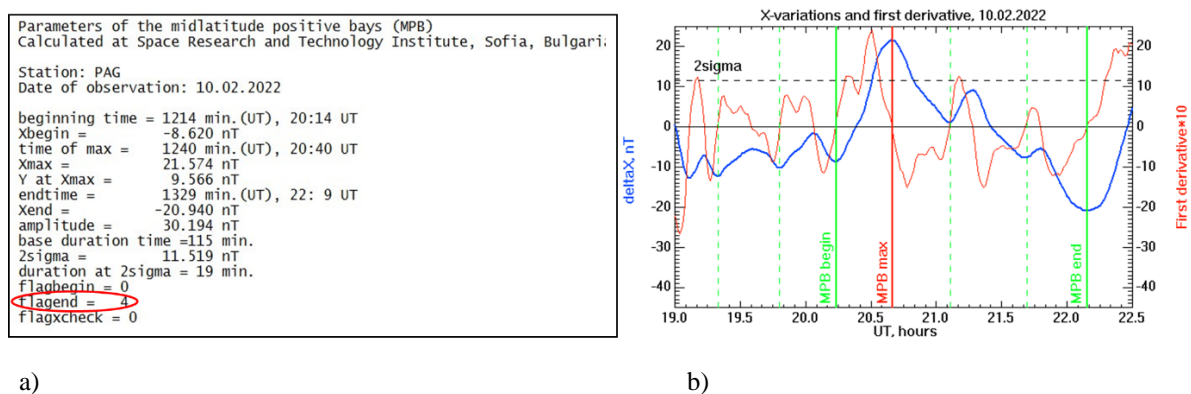 Parameters of the midlatitude positive bays (MPB)
Calculated at Space Research and Technology Institute, Sofia, Bulgari
Station: PAG
Date of observation: 10.02.2022
beginning time = 1214 min.(UT), 20:14 UT
Xbegin = -8.620 nT
time of max = 1240 min.(UT), 20:40 UT
Xmax = 21.574 nT
Y at Xmax = 9.566 nT
endtime = 1329 min.(UT), 22: 9 UT
Xend = -20.940 nT
amplitude = 30.194 nT
base duration time =115 min.
2sigma = 11.519 nT
duration at 2sigma = 19 min.
flagbegin = 0
flagend = 4
flagxcheck = 0
a)
X-variations and first derivative, 10.02.2022
20
10
0
-10
-20
-30
-40
deltaX, nT
2sigma
MPB begin
MPB max
MPB end
20
10
0
-10
-20
-30
-40
First derivative*10
19.0 19.5 20.0 20.5 21.0 21.5 22.0 22.5
UT, hours
b)